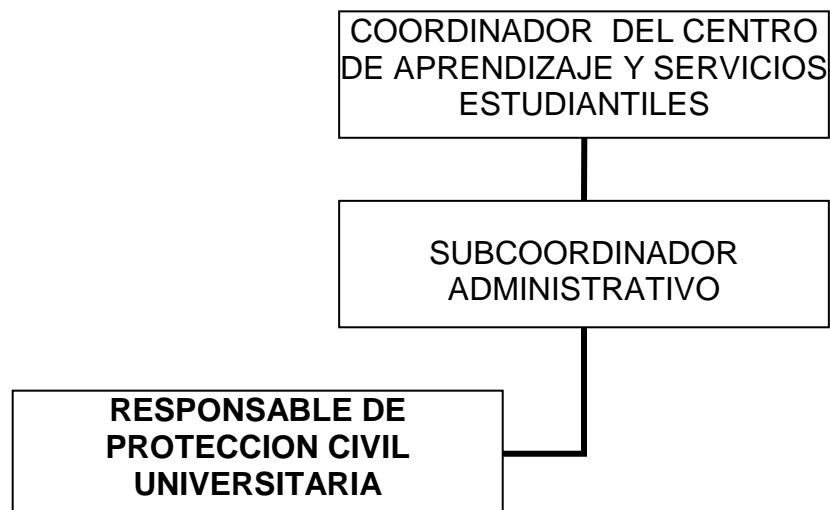 COORDINADOR DEL CENTRO
DE APRENDIZAJE Y SERVICIOS
ESTUDIANTILES
SUBCOORDINADOR
ADMINISTRATIVO
RESPONSABLE DE
PROTECCION CIVIL
UNIVERSITARIA